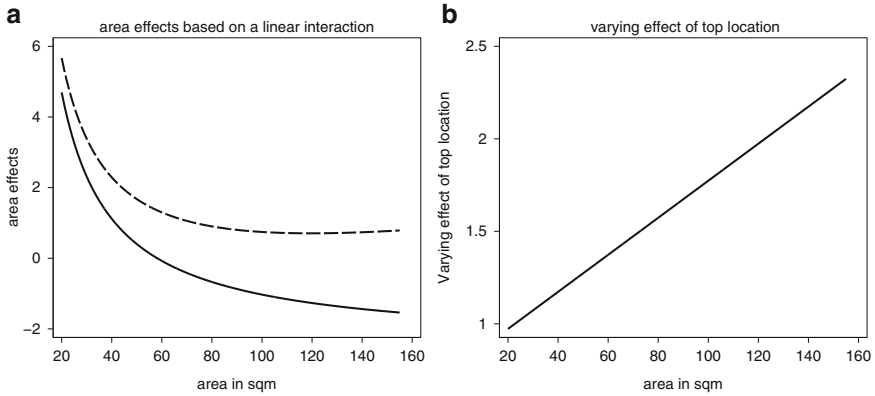 a
area effects based on a linear interaction
6
4
2
0
−2
area effects
20 40 60 80 100 120 140 160
area in sqm
b
varying effect of top location
2.5
2
1.5
1
Varying effect of top location
20 40 60 80 100 120 140 160
area in sqm